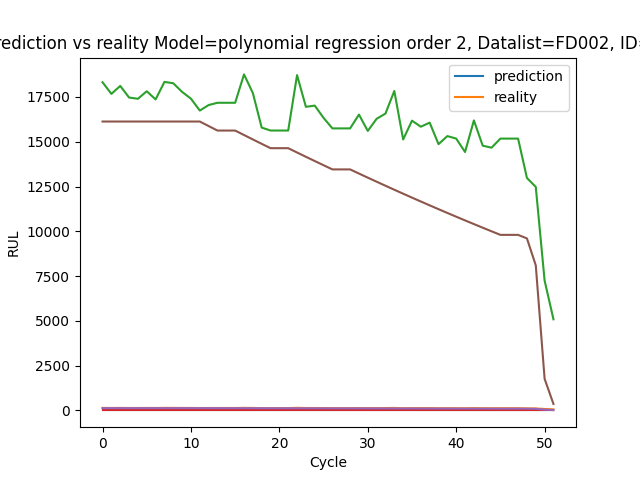 rediction vs reality Model=polynomial regression order 2, Datalist=FD002, ID=
prediction
reality
RUL
17500
15000
12500
10000
7500
5000
2500
0
0 10 20 30 40 50
Cycle